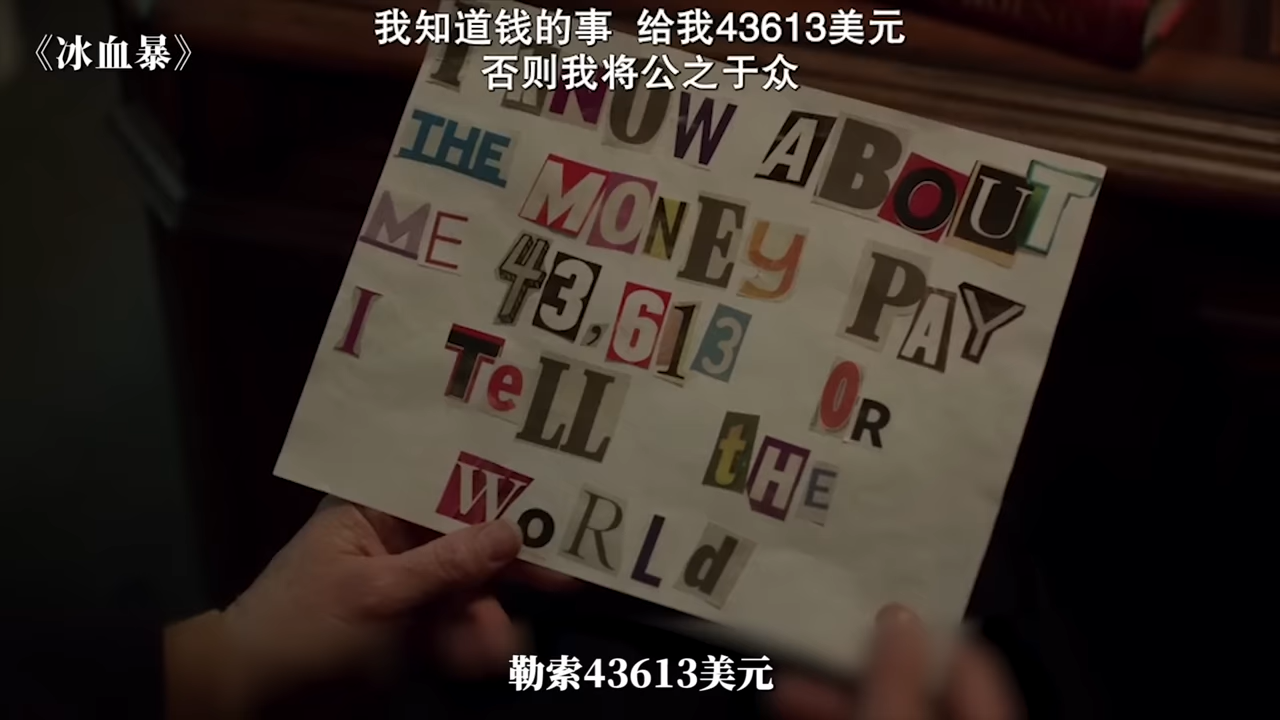 我知道钱的事 给我43613美元
否则我将公之于众
《冰血暴》
I KNOW ABOUT
THE MONEY PAY
ME 43,613 OR
I TeLL tHE
WoRLd
勒索43613美元